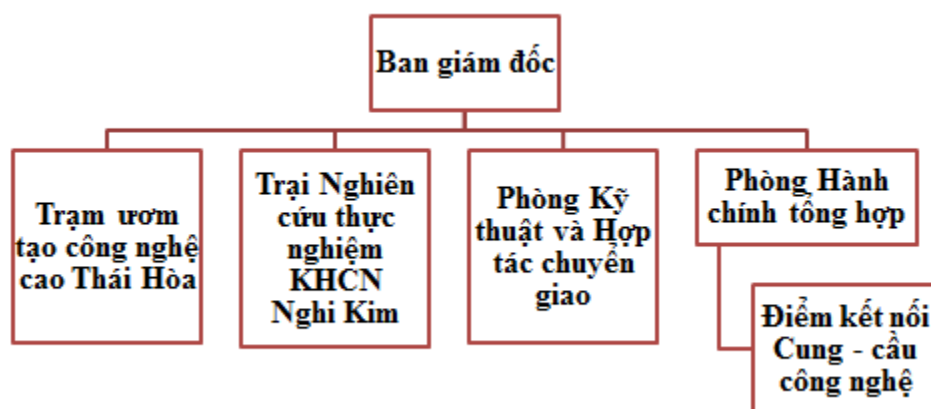 Ban giám đốc
Trạm ươm
tạo công nghệ
cao Thái Hòa
Trại Nghiên
cứu thực
nghiệm
KHCN
Nghi Kim
Phòng Kỹ
thuật và Hợp
tác chuyển
giao
Phòng Hành
chính tổng hợp
Điểm kết nối
Cung - cầu
công nghệ